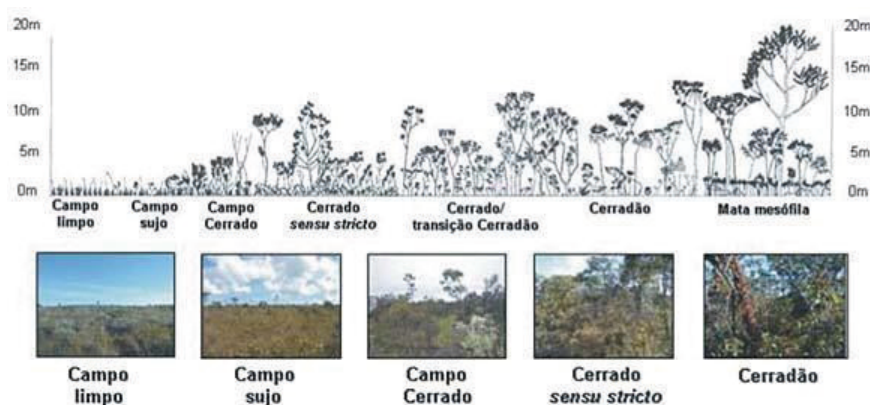 20m 20m
15m 15m
10m 10m
5m 5m
0m 0m
Campo Campo Campo Cerrado Cerrado/ Cerradão Mata mesófila
limpo sujo Cerrado sensu stricto transição Cerradão
Campo Campo Campo Cerrado Cerradão
limpo sujo Cerrado sensu stricto